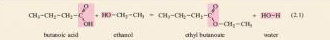 CH₃–CH₂–CH₂–C(=O)OH + HO–CH₂–CH₃ = CH₃–CH₂–CH₂–C(=O)O–CH₂–CH₃ + HO–H (2.1)
butanoic acid ethanol ethyl butanoate water